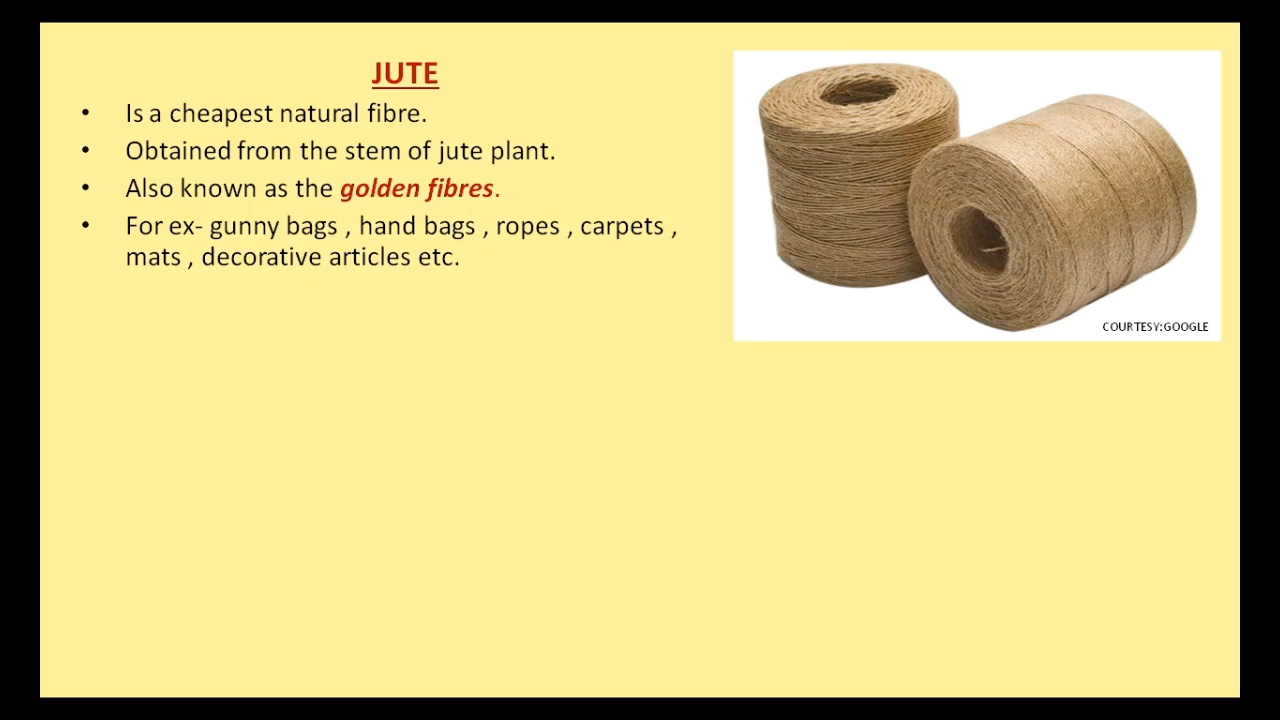 JUTE
• Is a cheapest natural fibre.
• Obtained from the stem of jute plant.
• Also known as the golden fibres.
• For ex- gunny bags , hand bags , ropes , carpets ,
mats , decorative articles etc.
COURTESY:GOOGLE